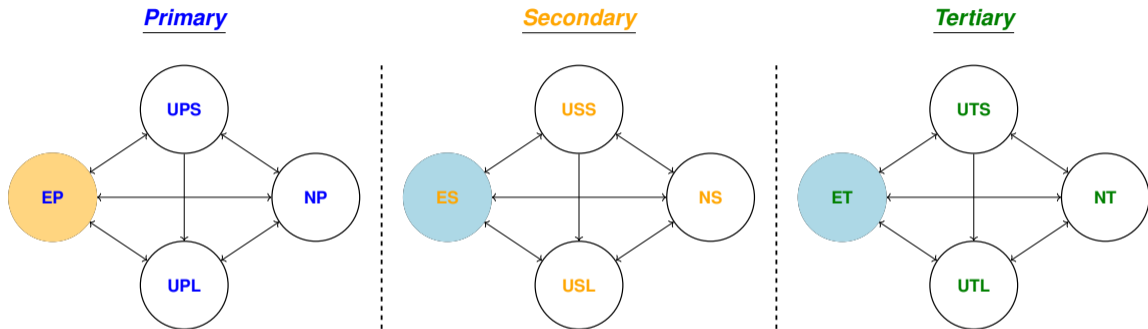 Primary
Secondary
Tertiary
UPS
USS
UTS
EP
NP
ES
NS
ET
NT
UPL
USL
UTL